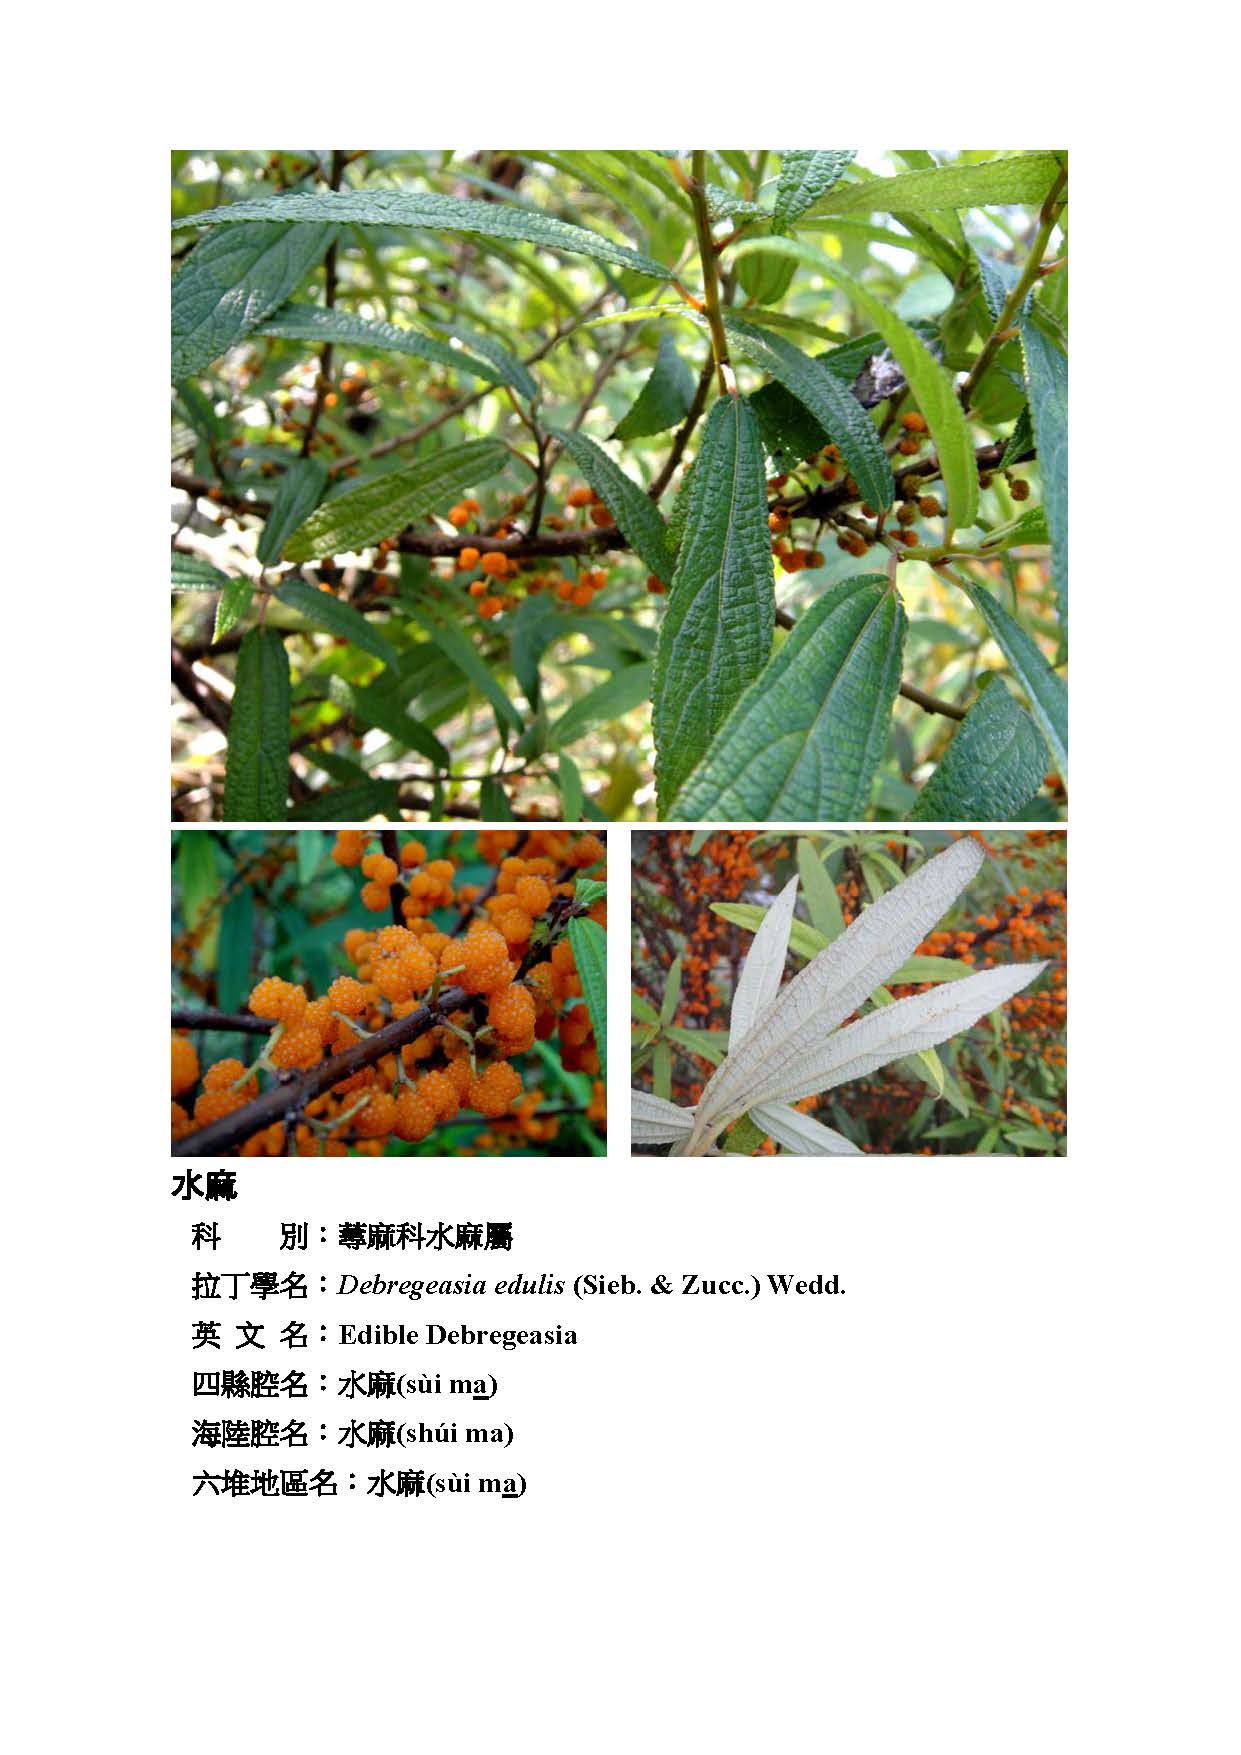 水麻
科　　別：蕁麻科水麻屬
拉丁學名：Debregeasia edulis (Sieb. & Zucc.) Wedd.
英 文 名：Edible Debregeasia
四縣腔名：水麻(sùi ma̲)
海陸腔名：水麻(shúi ma)
六堆地區名：水麻(sùi ma̲)